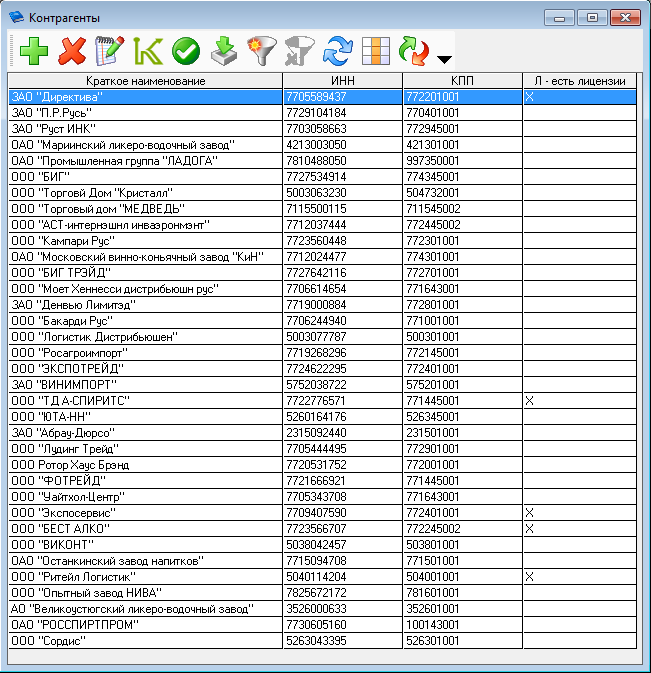 Контрагенты
Краткое наименование ИНН КПП Л - есть лицензии
ЗАО "Директива" 7705589437 772201001 X
ЗАО "П.Р.Русь" 7729104184 770401001
ЗАО "Руст ИНК" 7703058663 772945001
ОАО "Мариинский ликеро-водочный завод" 4213003050 421301001
ОАО "Промышленная группа "ЛАДОГА" 7810488050 997350001
ООО "БИГ" 7727534914 774345001
ООО "Торговй Дом "Кристалл" 5003063230 504732001
ООО "Торговый дом "МЕДВЕДЬ" 7115500115 711545002
ООО "АСТ-интернэшнл инваэронмэнт" 7712037444 772445002
ООО "Кампари Рус" 7723560448 772301001
ОАО "Московский винно-коньячный завод "КиН" 7712024477 774301001
ООО "БИГ ТРЭЙД" 7727642116 772701001
ООО "Моет Хеннесси дистрибьюшн рус" 7706614654 771643001
ЗАО "Денвью Лимитэд" 7719000884 772801001
ООО "Бакарди Рус" 7706244940 771001001
ООО "Логистик Дистрибьюшен" 5003077787 500301001
ООО "Росагроимпорт" 7719268296 772145001
ООО "ЭКСПОТРЕЙД" 7724622295 772401001
ЗАО "ВИНИМПОРТ" 5752038722 575201001
ООО "ТД А-СПИРИТС" 7722776571 771445001 X
ООО "ЮТА-НН" 5260164176 526345001
ЗАО "Абрау-Дюрсо" 2315092440 231501001
ООО "Лудинг Трейд" 7705444495 772901001
ООО Ротор Хаус Брэнд 7720531752 772001001
ООО "ФОТРЕЙД" 7721666921 771445001
ООО "Уайтхол-Центр" 7705343708 771643001
ООО "Экспосервис" 7709407590 772401001 X
ООО "БЕСТ АЛКО" 7723566707 772245002 X
ООО "ВИКОНТ" 5038042457 503801001
ОАО "Останкинский завод напитков" 7715094708 771501001
ООО "Ритейл Логистик" 5040114204 504001001 X
ООО "Опытный завод НИВА" 7825672172 781601001
АО "Великоустюгский ликеро-водочный завод" 3526000633 352601001
ОАО "РОССПИРТПРОМ" 7730605160 100143001
ООО "Сордис" 5263043395 526301001